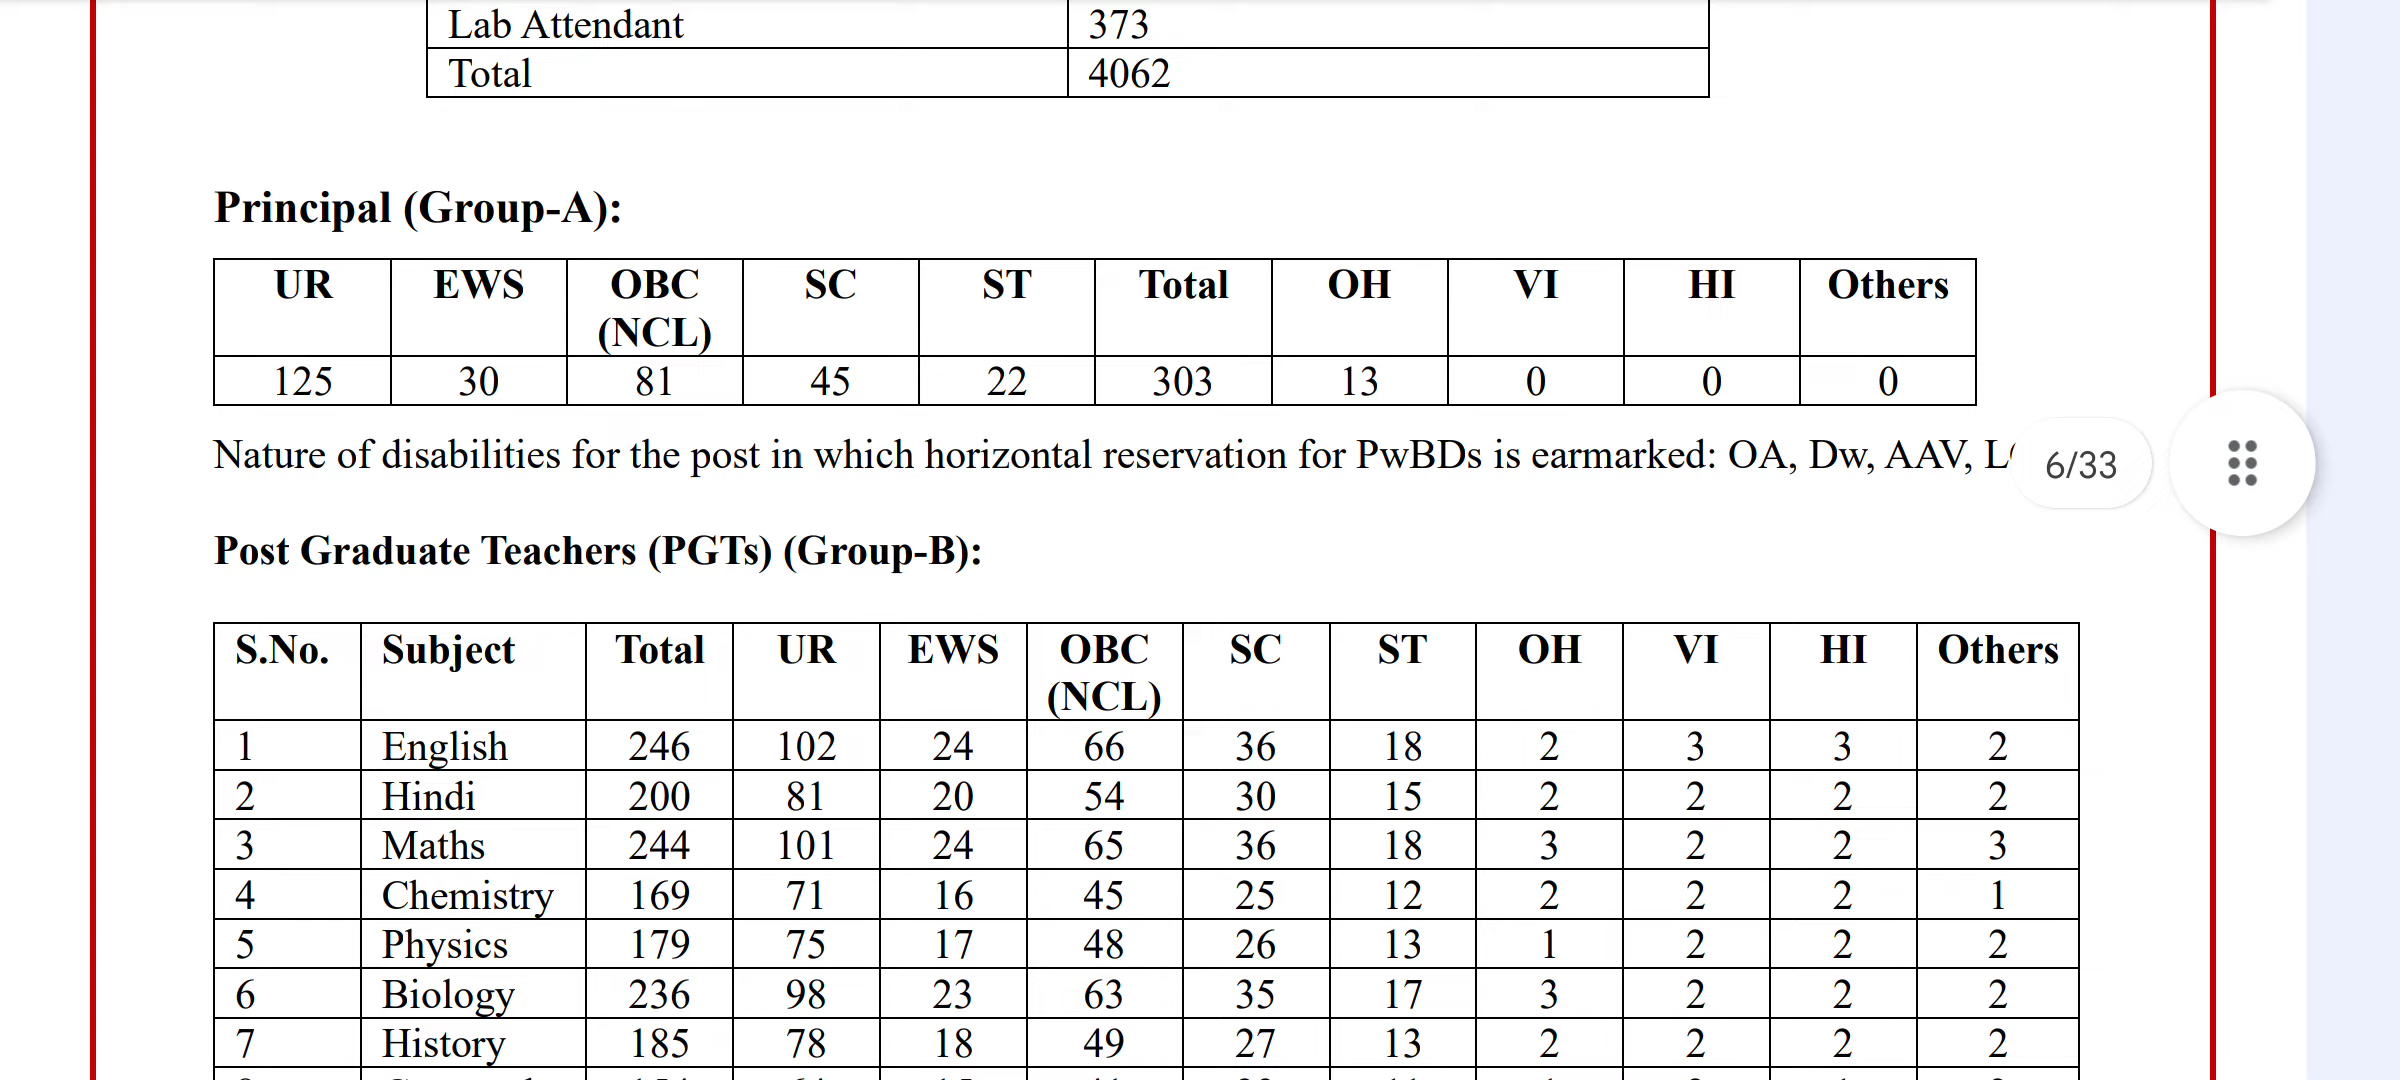 Lab Attendant 373
Total 4062
Principal (Group-A):
UR EWS OBC (NCL) SC ST Total OH VI HI Others
125 30 81 45 22 303 13 0 0 0
Nature of disabilities for the post in which horizontal reservation for PwBDs is earmarked: OA, Dw, AAV,
6/33
Post Graduate Teachers (PGTs) (Group-B):
S.No. Subject Total UR EWS OBC (NCL) SC ST OH VI HI Others
1 English 246 102 24 66 36 18 2 3 3 2
2 Hindi 200 81 20 54 30 15 2 2 2 2
3 Maths 244 101 24 65 36 18 3 2 2 3
4 Chemistry 169 71 16 45 25 12 2 2 2 1
5 Physics 179 75 17 48 26 13 1 2 2 2
6 Biology 236 98 23 63 35 17 3 2 2 2
7 History 185 78 18 49 27 13 2 2 2 2